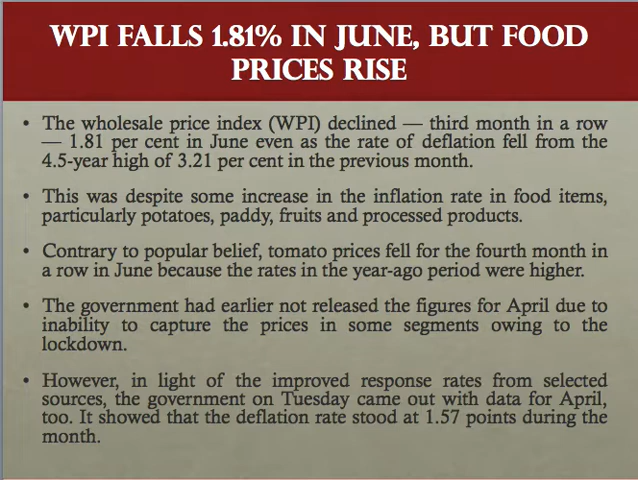 WPI FALLS 1.81% IN JUNE, BUT FOOD
PRICES RISE
• The wholesale price index (WPI) declined — third month in a row
— 1.81 per cent in June even as the rate of deflation fell from the
4.5-year high of 3.21 per cent in the previous month.
• This was despite some increase in the inflation rate in food items,
particularly potatoes, paddy, fruits and processed products.
• Contrary to popular belief, tomato prices fell for the fourth month in
a row in June because the rates in the year-ago period were higher.
• The government had earlier not released the figures for April due to
inability to capture the prices in some segments owing to the
lockdown.
• However, in light of the improved response rates from selected
sources, the government on Tuesday came out with data for April,
too. It showed that the deflation rate stood at 1.57 points during the
month.